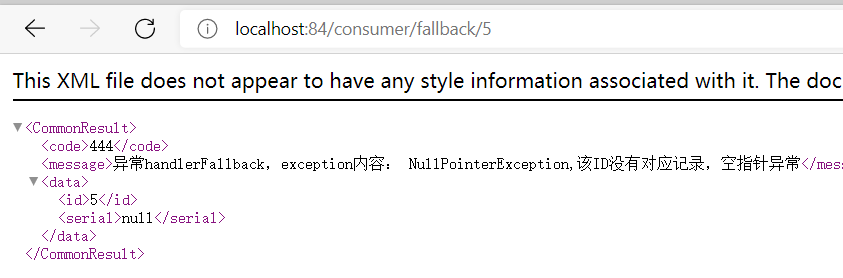 localhost:84/consumer/fallback/5
This XML file does not appear to have any style information associated with it. The doc
<CommonResult>
<code>444</code>
<message>异常handlerFallback，exception内容： NullPointerException,该ID没有对应记录，空指针异常</mess
<data>
<id>5</id>
<serial>null</serial>
</data>
</CommonResult>